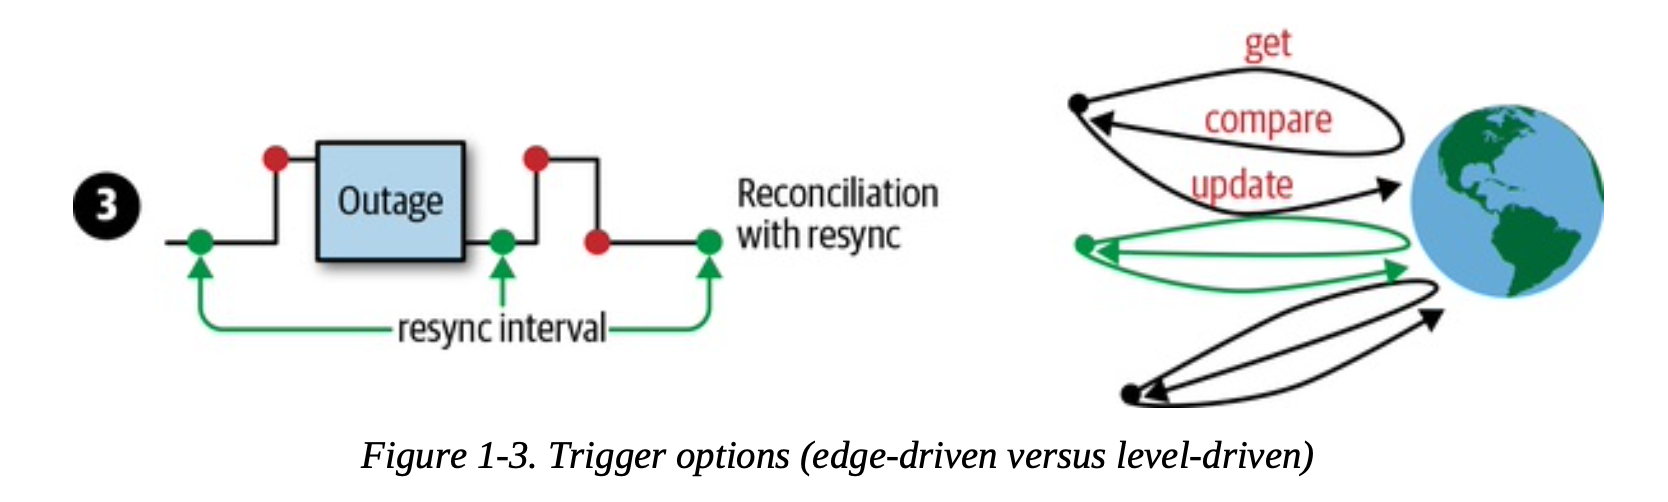 get
compare
update
3
Outage
Reconciliation
with resync
resync interval
Figure 1-3. Trigger options (edge-driven versus level-driven)